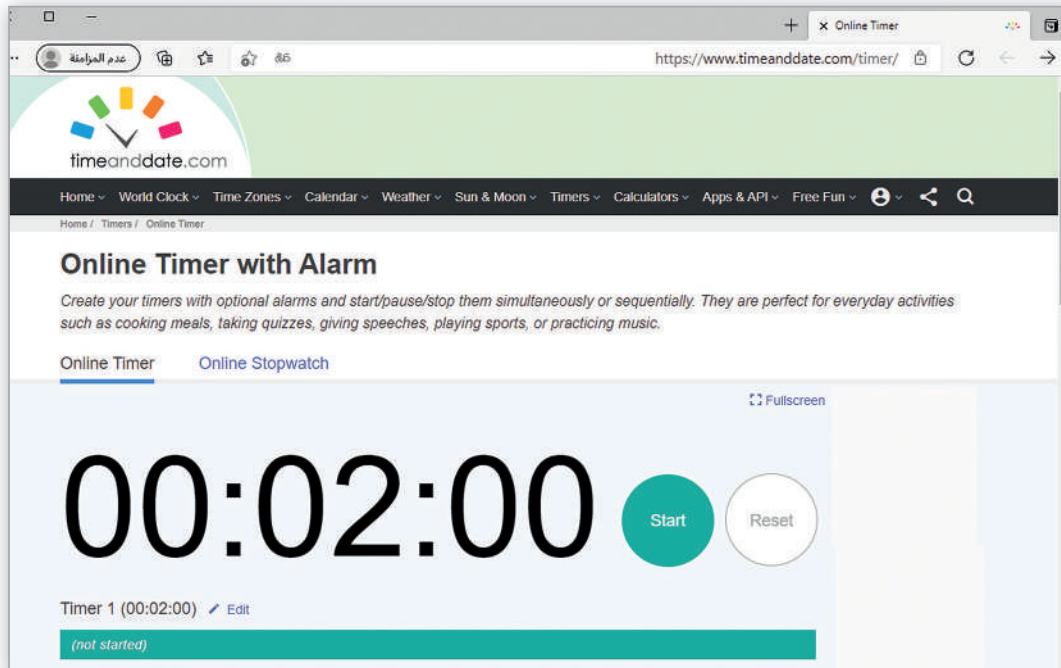 Online Timer
عدم المزامنة
https://www.timeanddate.com/timer/
timeanddate.com
Home World Clock Time Zones Calendar Weather Sun & Moon Timers Calculators Apps & API Free Fun
Home / Timers / Online Timer
Online Timer with Alarm
Create your timers with optional alarms and start/pause/stop them simultaneously or sequentially. They are perfect for everyday activities
such as cooking meals, taking quizzes, giving speeches, playing sports, or practicing music.
Online Timer Online Stopwatch
Fullscreen
00:02:00 Start Reset
Timer 1 (00:02:00) Edit
(not started)